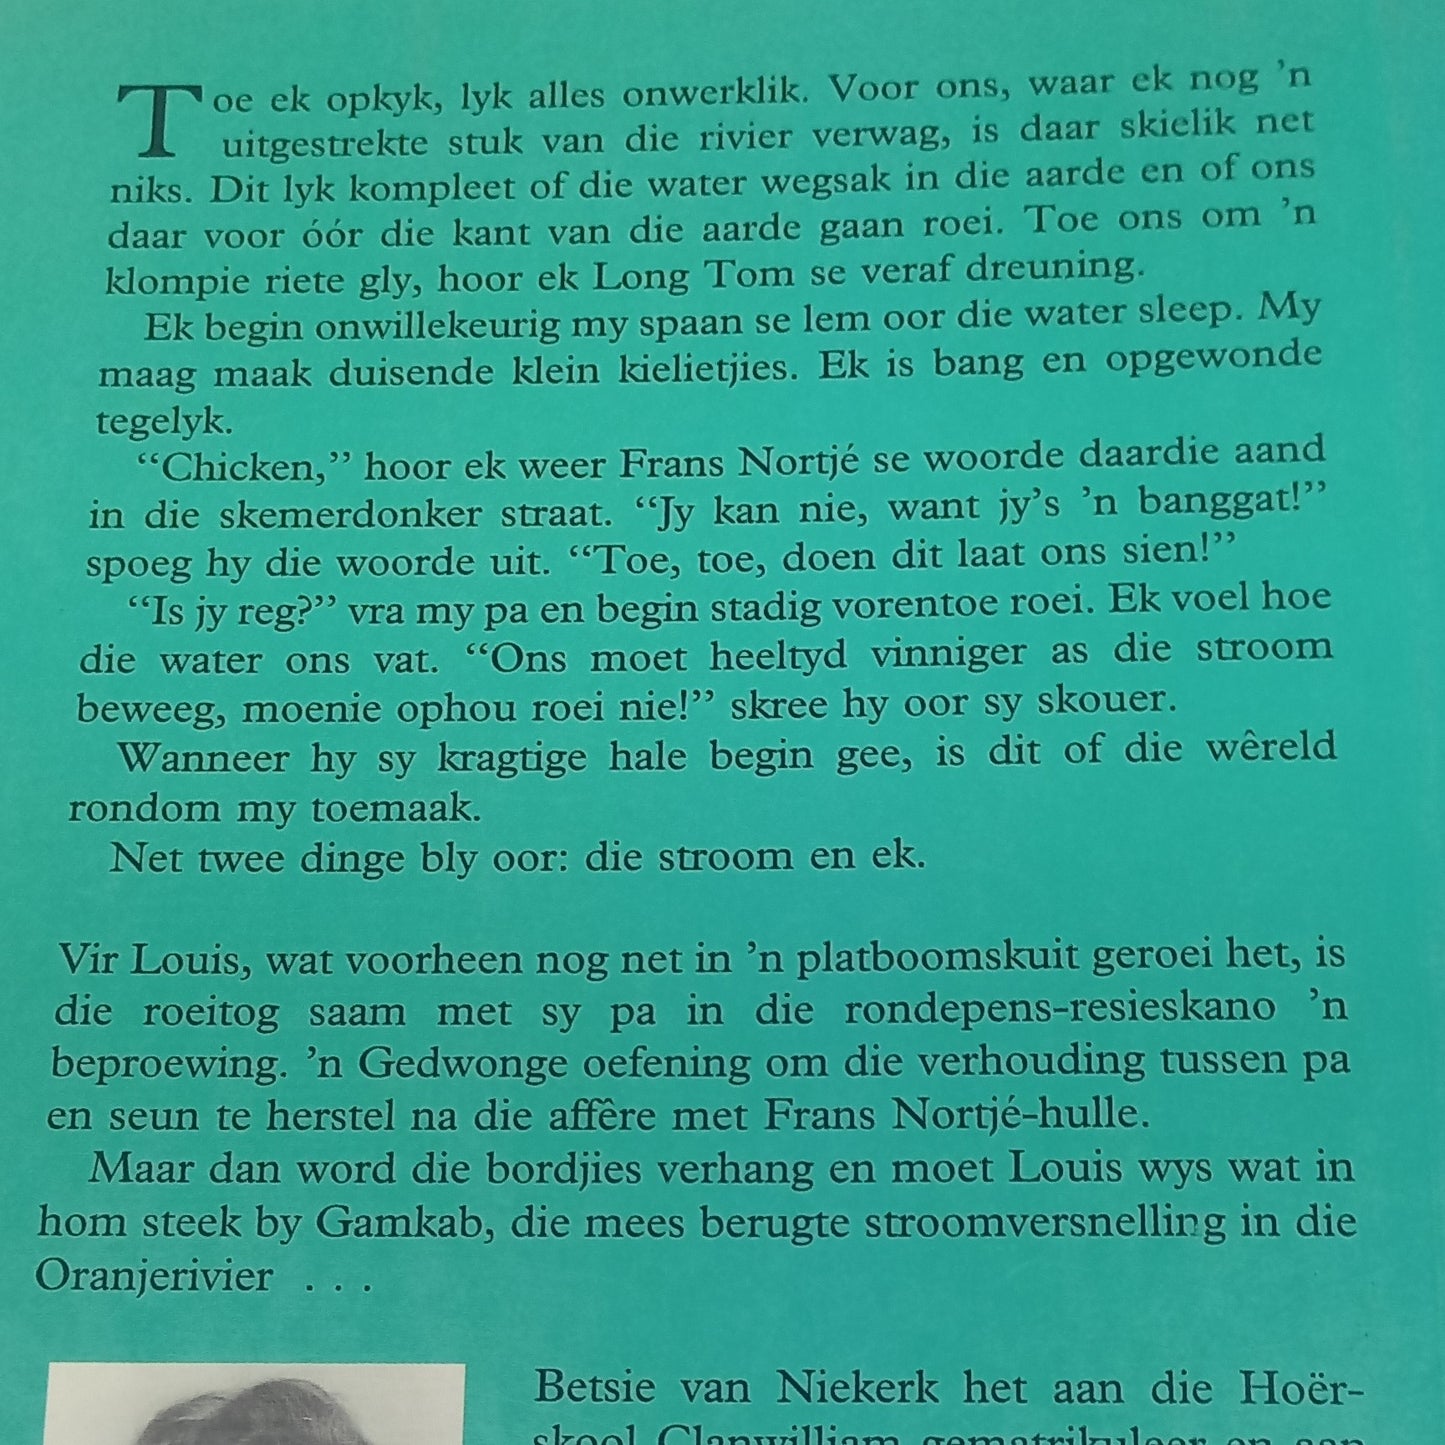 Toe ek opkyk, lyk alles onwerklik. Voor ons, waar ek nog ’n
uitgestrekte stuk van die rivier verwag, is daar skielik net
niks. Dit lyk kompleet of die water wegsak in die aarde en of ons
daar voor óór die kant van die aarde gaan roei. Toe ons om ’n
klompie riete gly, hoor ek Long Tom se veraf dreuning.
Ek begin onwillekeurig my spaan se lem oor die water sleep. My
maag maak duisende klein kielietjies. Ek is bang en opgewonde
tegelyk.
“Chicken,” hoor ek weer Frans Nortjé se woorde daardie aand
in die skemerdonker straat. “Jy kan nie, want jy’s ’n banggat!”
spoeg hy die woorde uit. “Toe, toe, doen dit laat ons sien!”
“Is jy reg?” vra my pa en begin stadig vorentoe roei. Ek voel hoe
die water ons vat. “Ons moet heeltyd vinniger as die stroom
beweeg, moenie ophou roei nie!” skree hy oor sy skouer.
Wanneer hy sy kragtige hale begin gee, is dit of die wêreld
rondom my toemaak.
Net twee dinge bly oor: die stroom en ek.
Vir Louis, wat voorheen nog net in ’n platboomskuit geroei het, is
die roeitog saam met sy pa in die rondepens-resieskano ’n
beproewing. ’n Gedwonge oefening om die verhouding tussen pa
en seun te herstel na die affêre met Frans Nortjé-hulle.
Maar dan word die bordjies verhang en moet Louis wys wat in
hom steek by Gamkab, die mees berugte stroomversnelling in die
Oranjerivier . . .
Betsie van Niekerk het aan die Hoër-
skool Clanwilliam gematrikuleer en aan